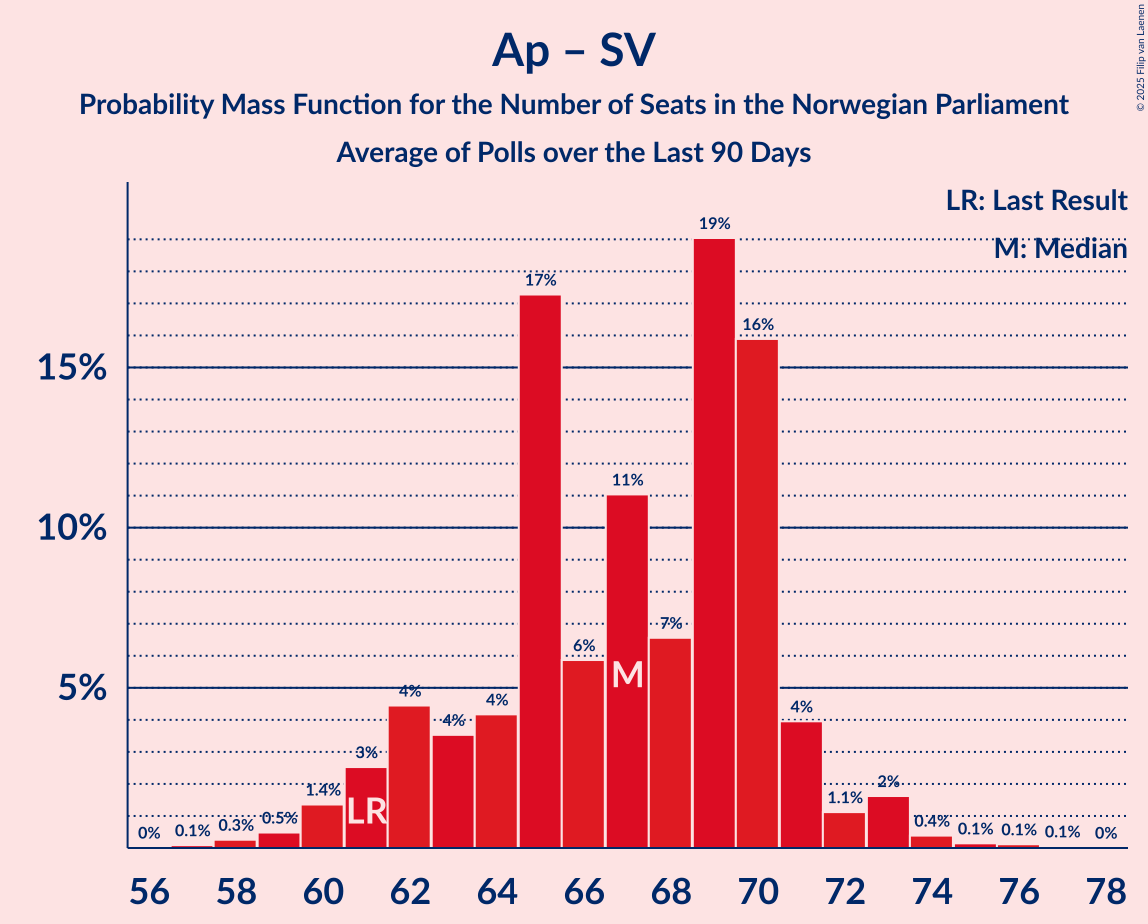 Ap – SV
Probability Mass Function for the Number of Seats in the Norwegian Parliament
Average of Polls over the Last 90 Days
© 2025 Filip van Laenen
LR: Last Result
M: Median
15%
10%
5%
0%
0.1%
0.3%
0.5%
1.4%
3%
4%
4%
4%
17%
6%
11%
7%
19%
16%
4%
1.1%
2%
0.4%
0.1%
0.1%
0.1%
0%
LR
M
56 58 60 62 64 66 68 70 72 74 76 78